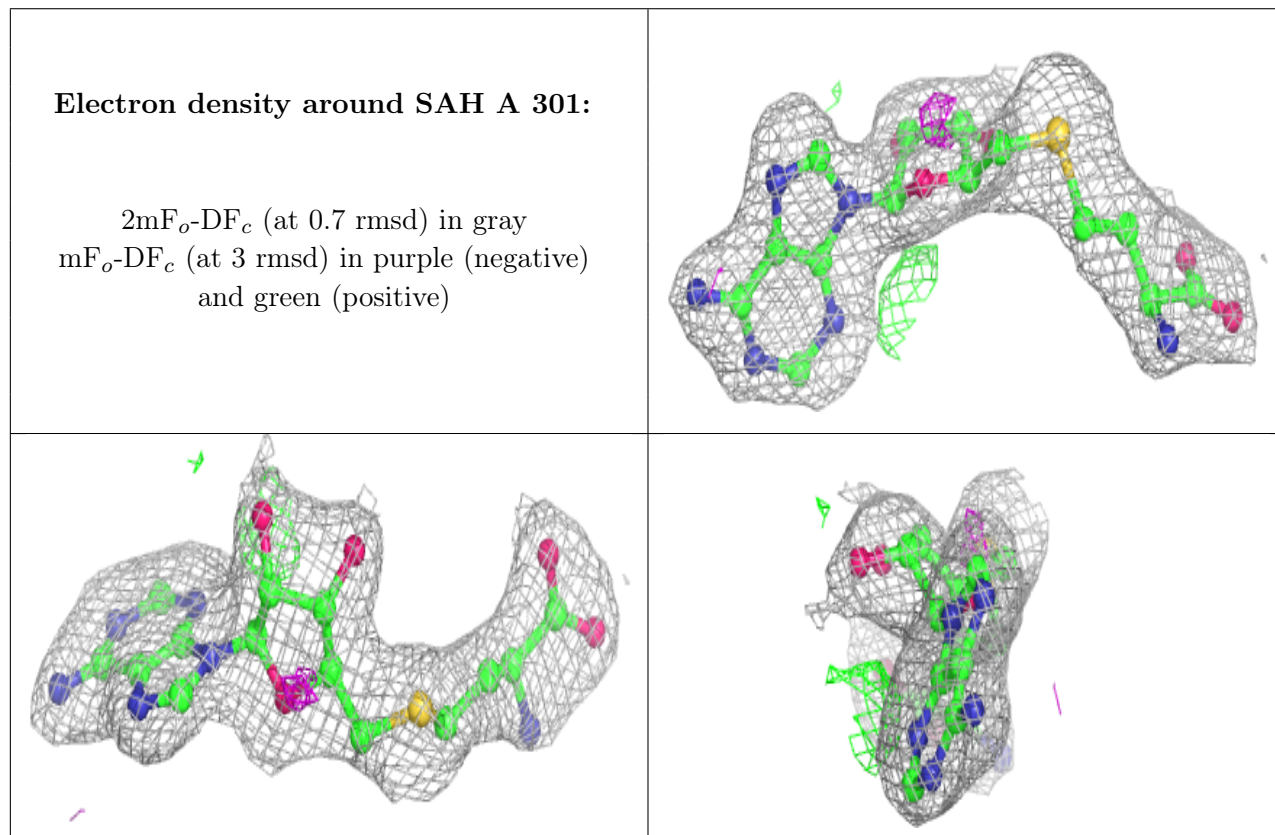 Electron density around SAH A 301:
2mFₒ-DF𝒸 (at 0.7 rmsd) in gray
mFₒ-DF𝒸 (at 3 rmsd) in purple (negative)
and green (positive)